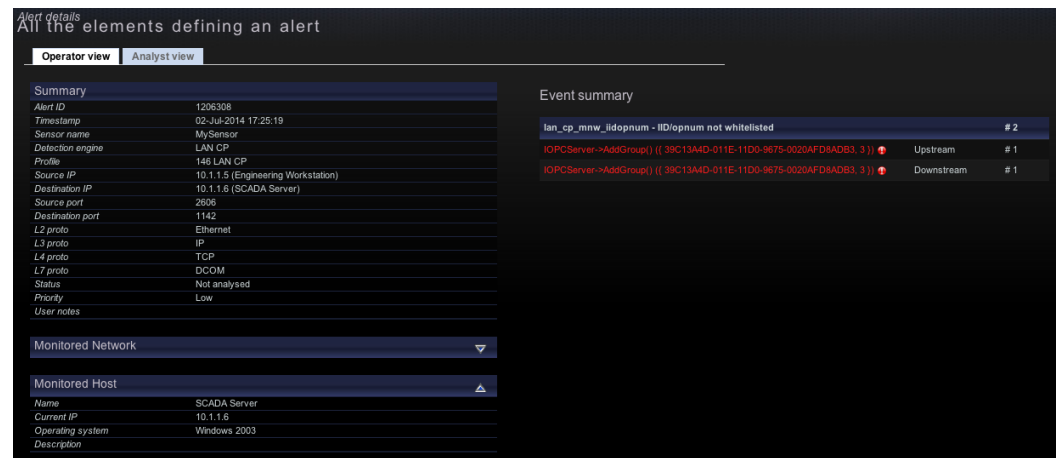 Alert details
All the elements defining an alert
Operator view Analyst view
Summary
Alert ID 1206308
Timestamp 02-Jul-2014 17:25:19
Sensor name MySensor
Detection engine LAN CP
Profile 146 LAN CP
Source IP 10.1.1.5 (Engineering Workstation)
Destination IP 10.1.1.6 (SCADA Server)
Source port 2606
Destination port 1142
L2 proto Ethernet
L3 proto IP
L4 proto TCP
L7 proto DCOM
Status Not analysed
Priority Low
User notes
Monitored Network
Monitored Host
Name SCADA Server
Current IP 10.1.1.6
Operating system Windows 2003
Description
Event summary
lan_cp_mnw_iidopnum - IID/opnum not whitelisted # 2
IOPCServer->AddGroup() ({ 39C13A4D-011E-11D0-9675-0020AFD8ADB3, 3 }) Upstream # 1
IOPCServer->AddGroup() ({ 39C13A4D-011E-11D0-9675-0020AFD8ADB3, 3 }) Downstream # 1